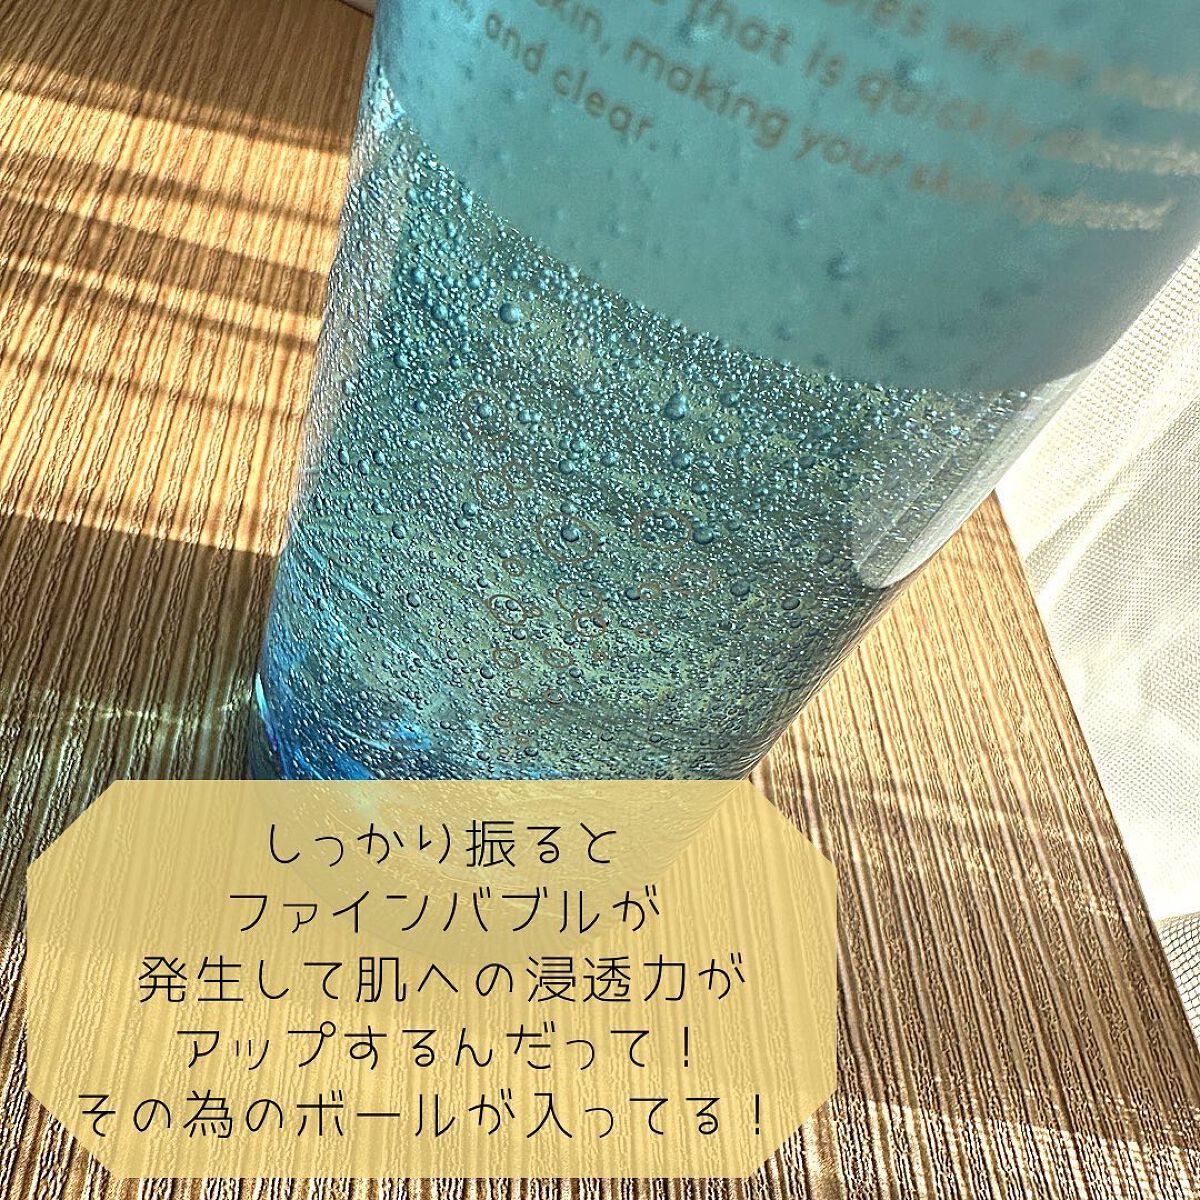 that is quickly
skin, making your skin
and clear.
しっかり振ると
ファインバブルが
発生して肌への浸透力が
アップするんだって！
その為のボールが入ってる！